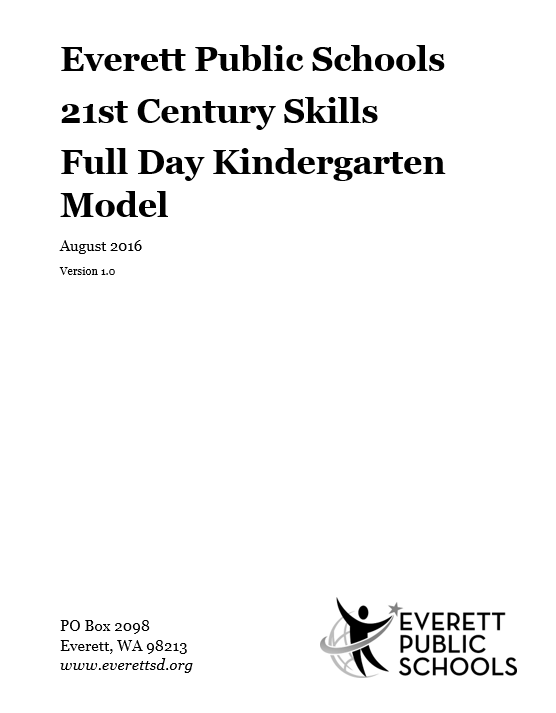 Everett Public Schools
21st Century Skills
Full Day Kindergarten
Model
August 2016
Version 1.0
PO Box 2098
Everett, WA 98213
www.everettsd.org
EVERETT
PUBLIC
SCHOOLS